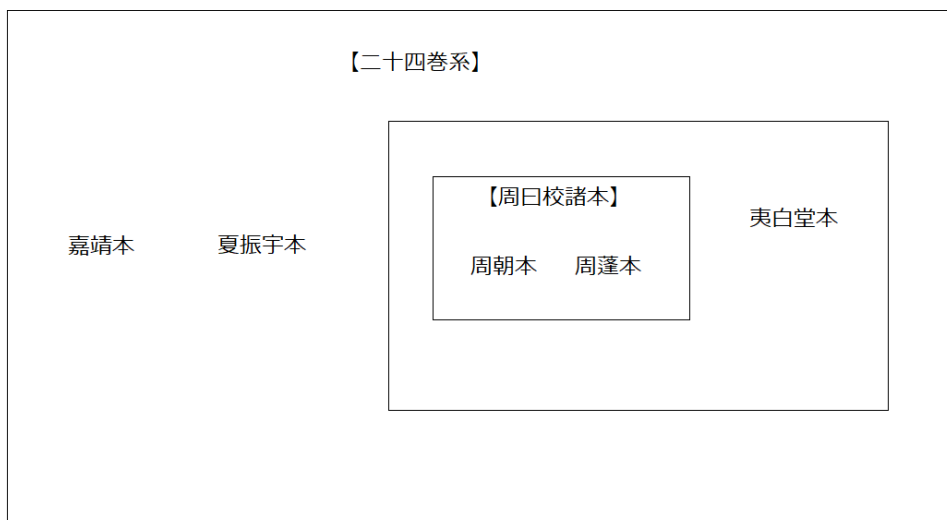 【二十四巻系】
【周曰校諸本】
夷白堂本
嘉靖本 夏振宇本
周朝本 周蓬本